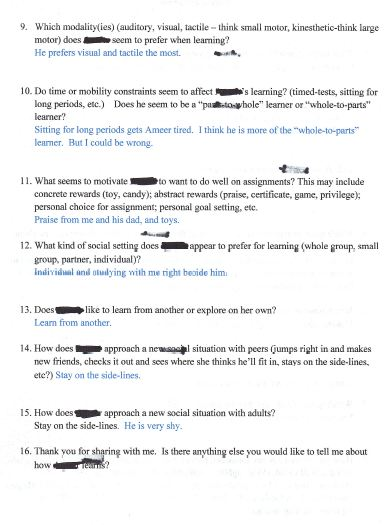 9. Which modality(ies) (auditory, visual, tactile – think small motor, kinesthetic-think large
motor) does seem to prefer when learning?
He prefers visual and tactile the most.
10. Do time or mobility constraints seem to affect 's learning? (timed-tests, sitting for
long periods, etc.) Does he seem to be a "part-to-whole" learner or "whole-to-parts"
learner?
Sitting for long periods gets Ameer tired. I think he is more of the "whole-to-parts"
learner. But I could be wrong.
11. What seems to motivate to want to do well on assignments? This may include
concrete rewards (toy, candy); abstract rewards (praise, certificate, game, privilege);
personal choice for assignment; personal goal setting, etc.
Praise from me and his dad, and toys.
12. What kind of social setting does appear to prefer for learning (whole group, small
group, partner, individual)?
Individual and studying with me right beside him.
13. Does like to learn from another or explore on her own?
Learn from another.
14. How does approach a new social situation with peers (jumps right in and makes
new friends, checks it out and sees where she thinks he'll fit in, stays on the side-lines,
etc?) Stay on the side-lines.
15. How does approach a new social situation with adults?
Stay on the side-lines. He is very shy.
16. Thank you for sharing with me. Is there anything else you would like to tell me about
how learns?